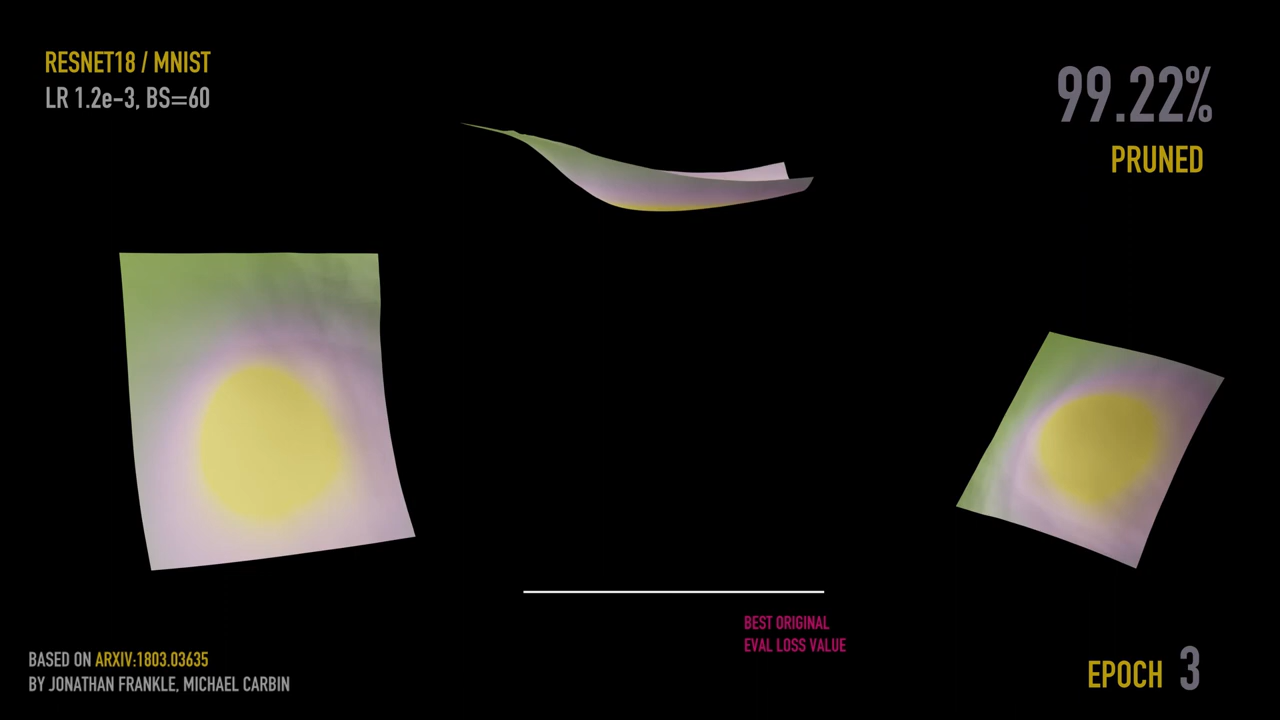 RESNET18 / MNIST
LR 1.2e-3, BS=60
99.22%
PRUNED
BEST ORIGINAL
EVAL LOSS VALUE
BASED ON ARXIV:1803.03635
BY JONATHAN FRANKLE, MICHAEL CARBIN
EPOCH 3